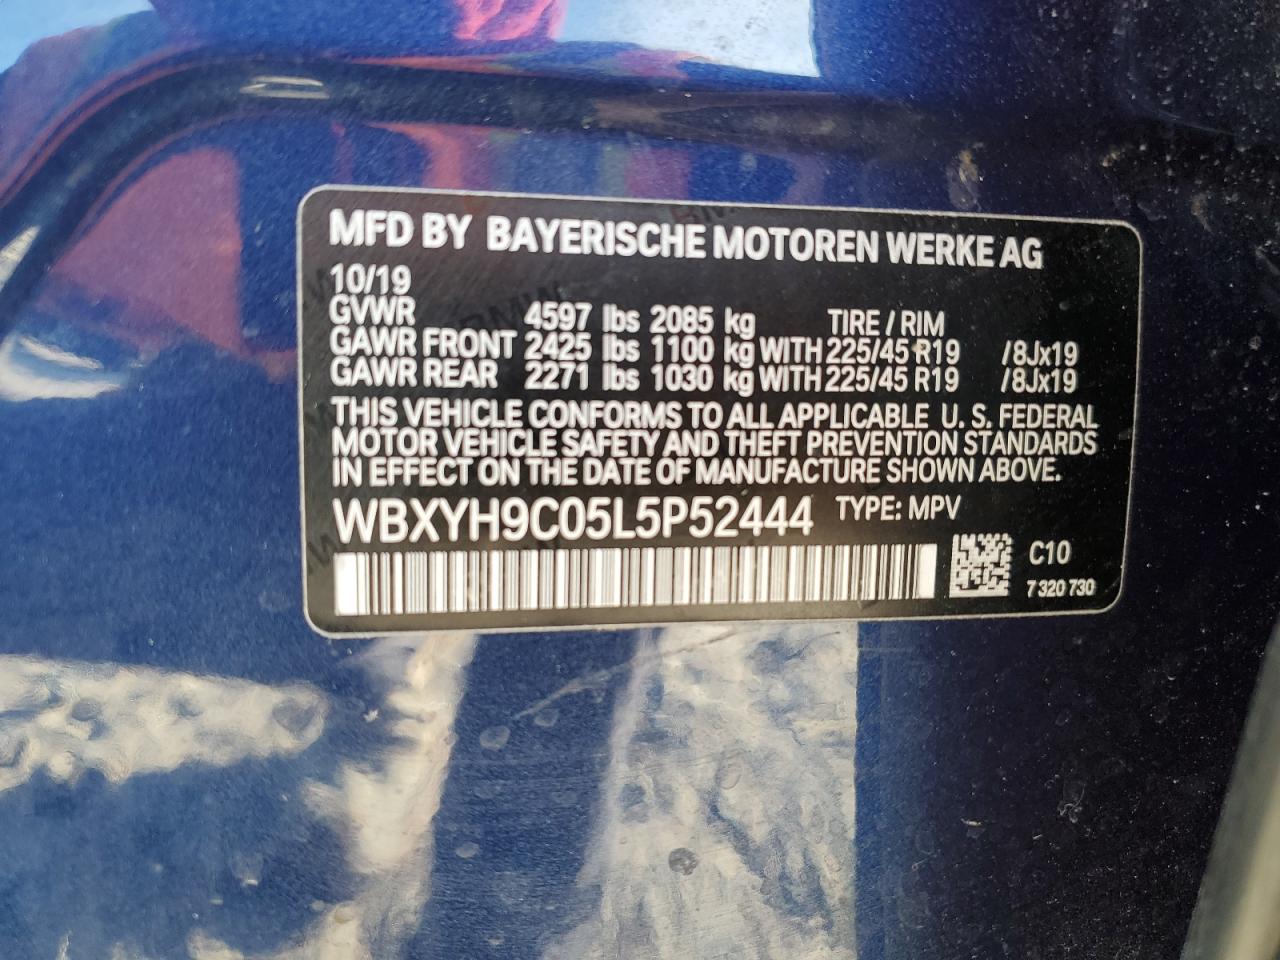 MFD BY BAYERISCHE MOTOREN WERKE AG
10/19
GVWR 4597 lbs 2085 kg TIRE / RIM
GAWR FRONT 2425 lbs 1100 kg WITH 225/45 R19 /8Jx19
GAWR REAR 2271 lbs 1030 kg WITH 225/45 R19 /8Jx19
THIS VEHICLE CONFORMS TO ALL APPLICABLE U. S. FEDERAL
MOTOR VEHICLE SAFETY AND THEFT PREVENTION STANDARDS
IN EFFECT ON THE DATE OF MANUFACTURE SHOWN ABOVE.
WBXYH9C05L5P52444 TYPE: MPV
C10
7 320 730